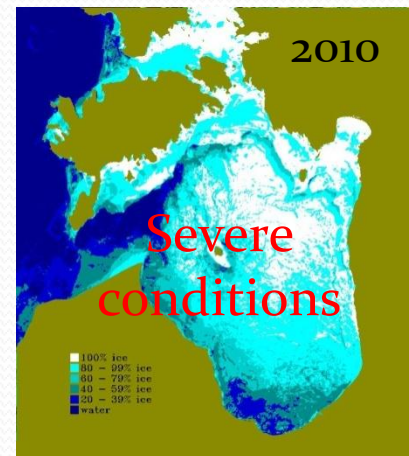 2010
Severe
conditions
100% ice
80 - 99% ice
60 - 79% ice
40 - 59% ice
20 - 39% ice
water